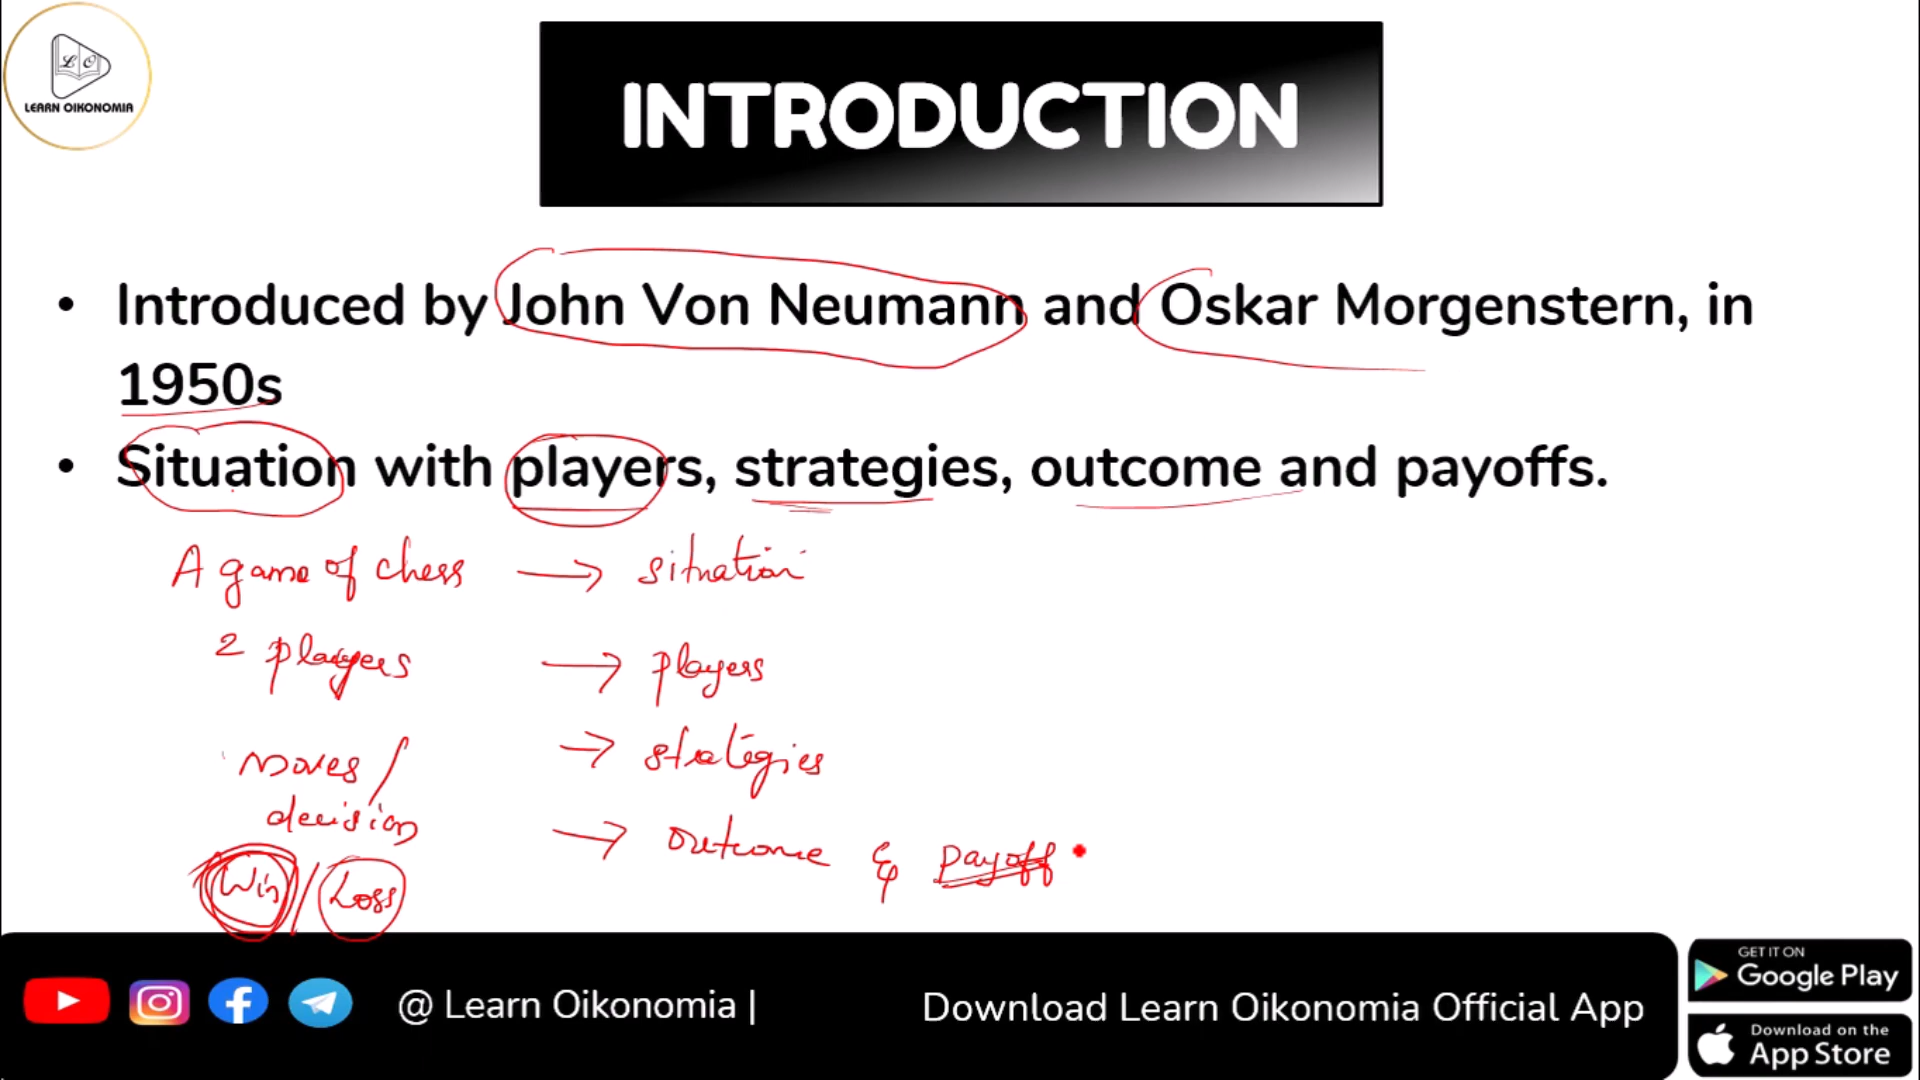 L O
LEARN OIKONOMIA
INTRODUCTION
• Introduced by John Von Neumann and Oskar Morgenstern, in
1950s
• Situation with players, strategies, outcome and payoffs.
A game of chess → situation
2 players → players
moves / → strategies
decision
→ outcome & payoff
Win / Loss
@ Learn Oikonomia |
Download Learn Oikonomia Official App
GET IT ON
Google Play
Download on the
App Store